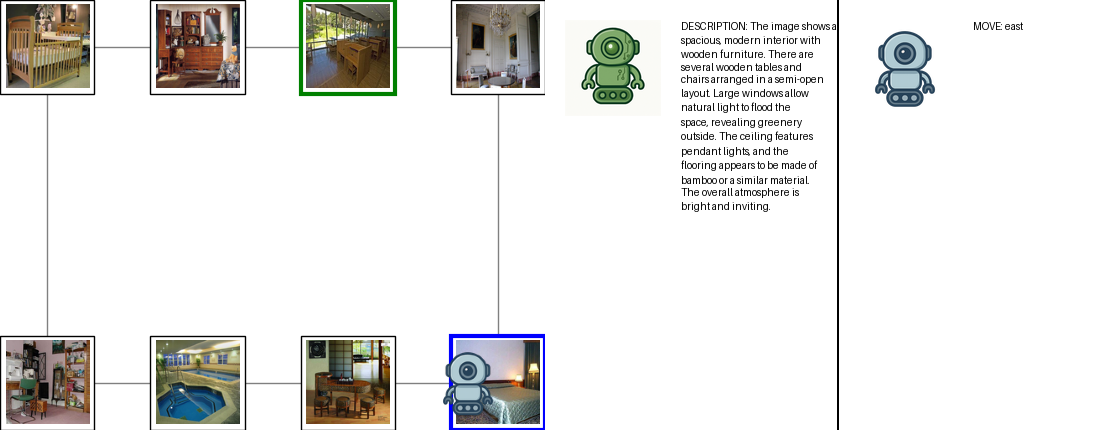 DESCRIPTION: The image shows a
spacious, modern interior with
wooden furniture. There are
several wooden tables and
chairs arranged in a semi-open
layout. Large windows allow
natural light to flood the
space, revealing greenery
outside. The ceiling features
pendant lights, and the
flooring appears to be made of
bamboo or a similar material.
The overall atmosphere is
bright and inviting.
MOVE: east